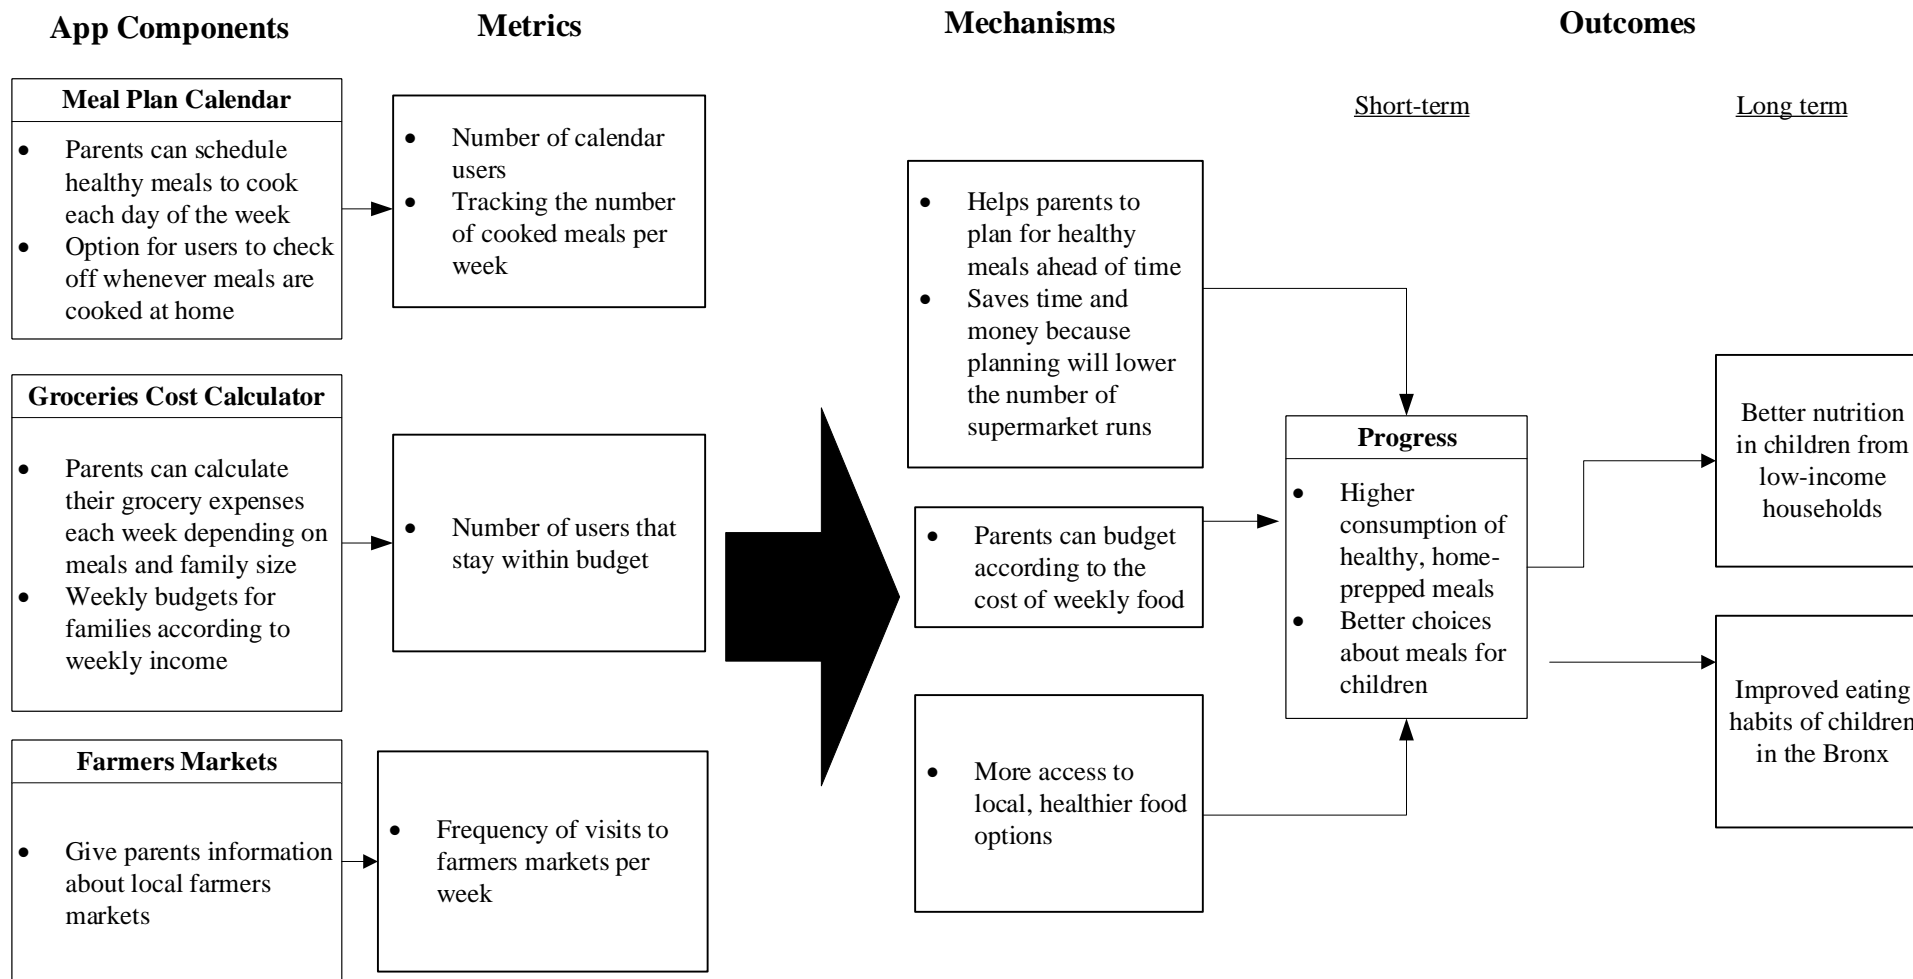 App Components
Metrics
Mechanisms
Outcomes
Short-term
Long term
Meal Plan Calendar
• Parents can schedule
healthy meals to cook
each day of the week
• Option for users to check
off whenever meals are
cooked at home
• Number of calendar
users
• Tracking the number
of cooked meals per
week
Groceries Cost Calculator
• Parents can calculate
their grocery expenses
each week depending on
meals and family size
• Weekly budgets for
families according to
weekly income
• Number of users that
stay within budget
Farmers Markets
• Give parents information
about local farmers
markets
• Frequency of visits to
farmers markets per
week
• Helps parents to
plan for healthy
meals ahead of time
• Saves time and
money because
planning will lower
the number of
supermarket runs
• Parents can budget
according to the
cost of weekly food
• More access to
local, healthier food
options
Progress
• Higher
consumption of
healthy, home-
prepped meals
• Better choices
about meals for
children
Better nutrition
in children from
low-income
households
Improved eating
habits of children
in the Bronx